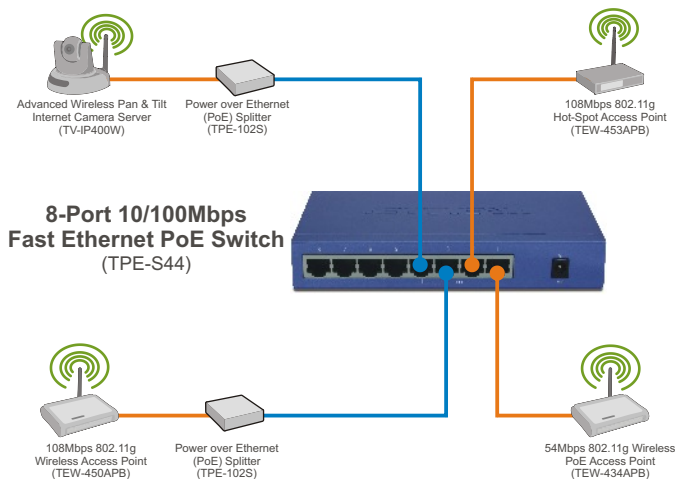 Advanced Wireless Pan & Tilt
Internet Camera Server
(TV-IP400W)
Power over Ethernet
(PoE) Splitter
(TPE-102S)
108Mbps 802.11g
Hot-Spot Access Point
(TEW-453APB)
8-Port 10/100Mbps
Fast Ethernet PoE Switch
(TPE-S44)
108Mbps 802.11g
Wireless Access Point
(TEW-450APB)
Power over Ethernet
(PoE) Splitter
(TPE-102S)
54Mbps 802.11g Wireless
PoE Access Point
(TEW-434APB)